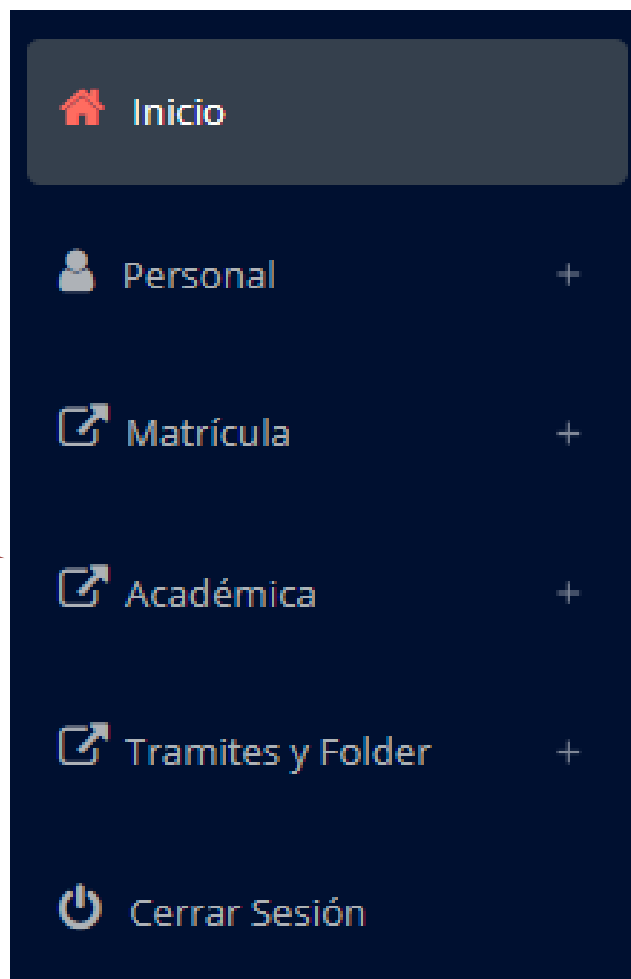 Inicio
Personal +
Matrícula +
Académica +
Tramites y Folder +
Cerrar Sesión